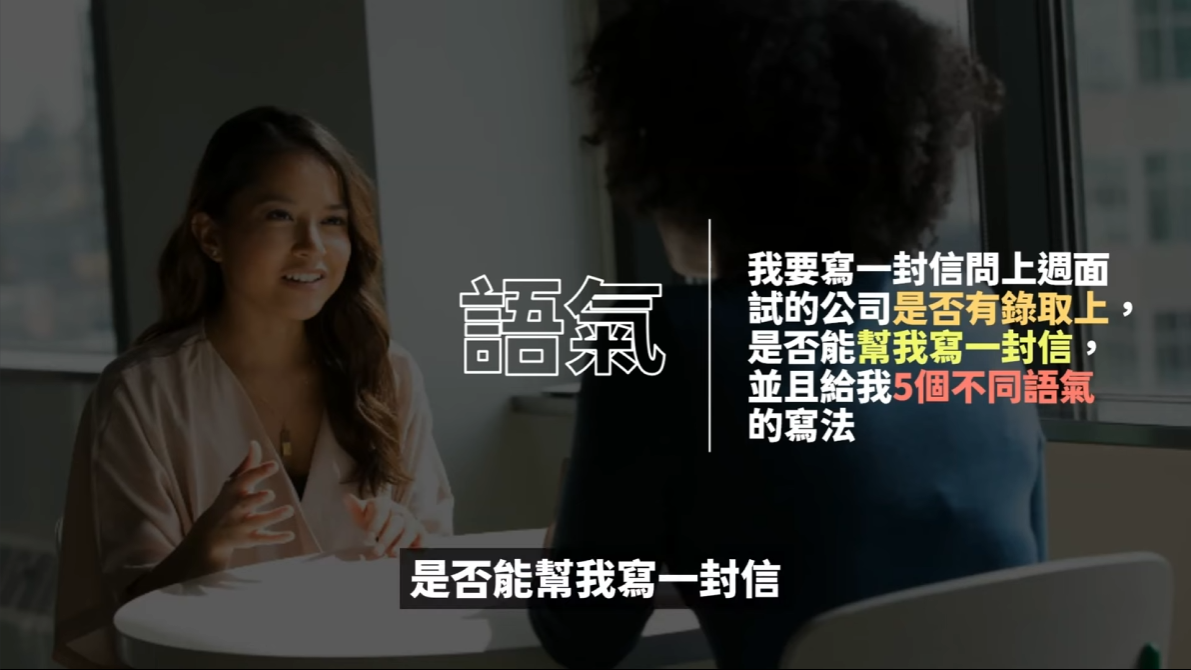 語氣
我要寫一封信問上週面
試的公司是否有錄取上，
是否能幫我寫一封信，
並且給我5個不同語氣
的寫法
是否能幫我寫一封信